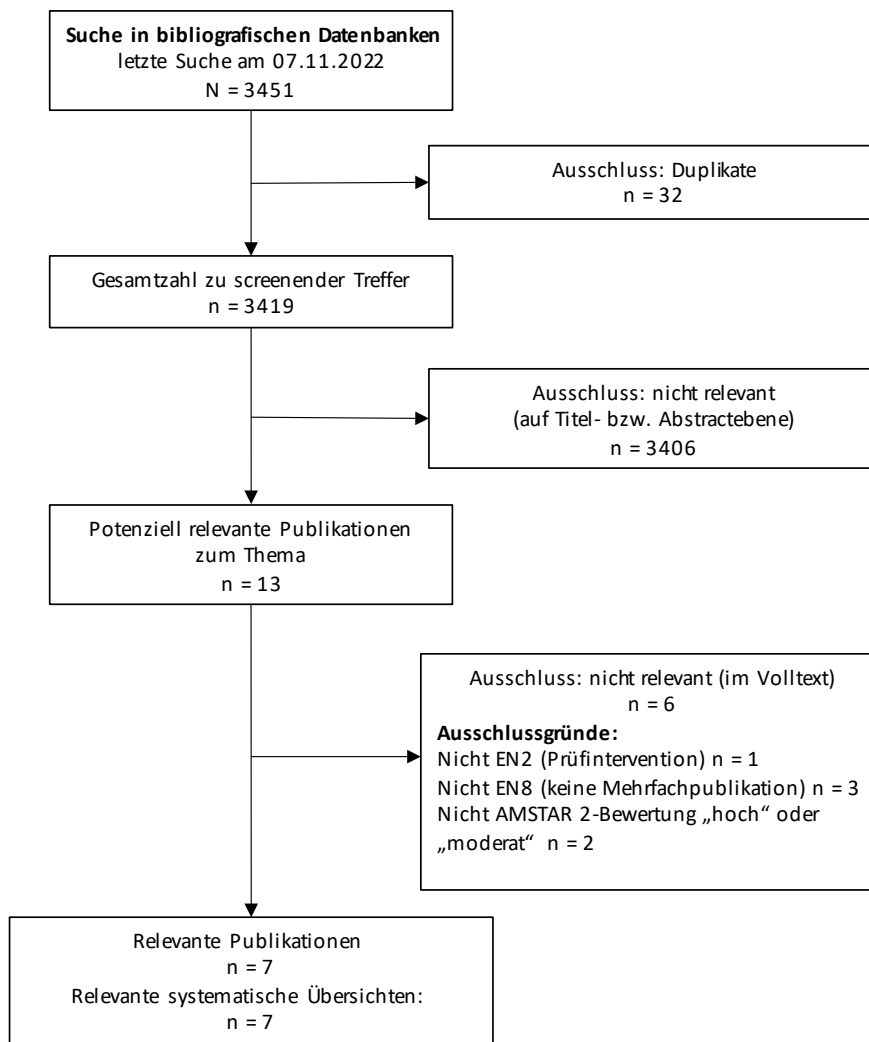 Suche in bibliografischen Datenbanken
letzte Suche am 07.11.2022
N = 3451
Ausschluss: Duplikate
n = 32
Gesamtzahl zu screenender Treffer
n = 3419
Ausschluss: nicht relevant
(auf Titel- bzw. Abstractebene)
n = 3406
Potenziell relevante Publikationen
zum Thema
n = 13
Ausschluss: nicht relevant (im Volltext)
n = 6
Ausschlussgründe:
Nicht EN2 (Prüfintervention) n = 1
Nicht EN8 (keine Mehrfachpublikation) n = 3
Nicht AMSTAR 2-Bewertung „hoch“ oder
„moderat“ n = 2
Relevante Publikationen
n = 7
Relevante systematische Übersichten:
n = 7